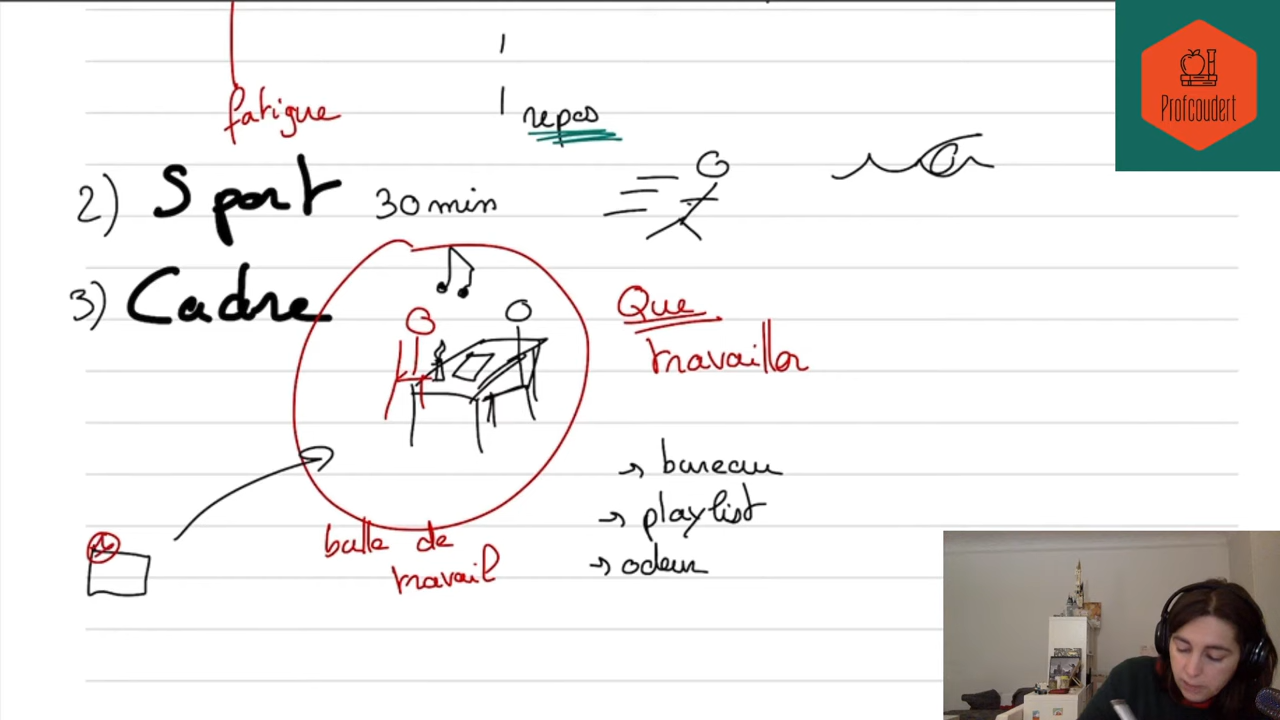 fatigue
repos
Profcoudert
2) Sport 30 min
3) Cadre
Que
travailler
→ bureau
→ playlist
→ odeur
bulle de
travail